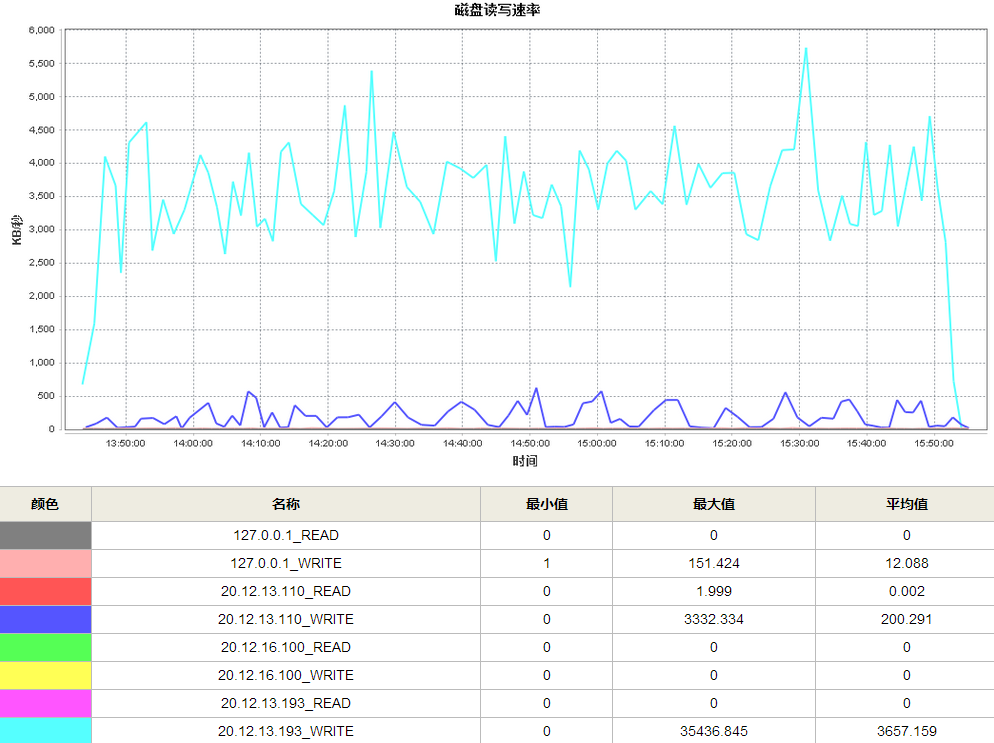 磁盘读写速率
6,000
5,500
5,000
4,500
4,000
3,500
3,000
2,500
2,000
1,500
1,000
500
0
KB/秒
13:50:00 14:00:00 14:10:00 14:20:00 14:30:00 14:40:00 14:50:00 15:00:00 15:10:00 15:20:00 15:30:00 15:40:00 15:50:00
时间
颜色 名称 最小值 最大值 平均值
127.0.0.1_READ 0 0 0
127.0.0.1_WRITE 1 151.424 12.088
20.12.13.110_READ 0 1.999 0.002
20.12.13.110_WRITE 0 3332.334 200.291
20.12.16.100_READ 0 0 0
20.12.16.100_WRITE 0 0 0
20.12.13.193_READ 0 0 0
20.12.13.193_WRITE 0 35436.845 3657.159